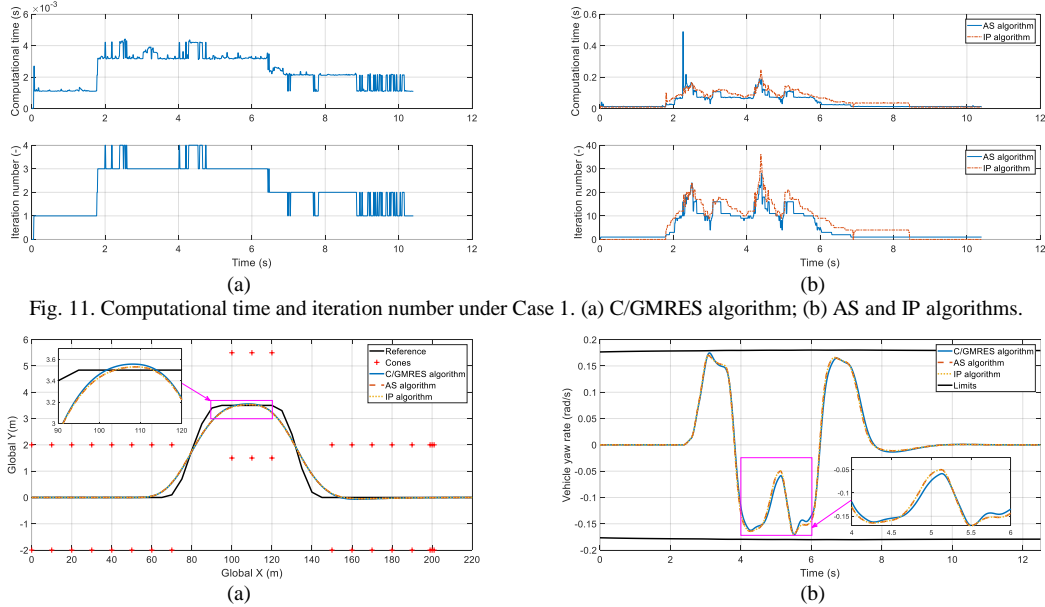 ×10⁻³
Computational time (s)
6
4
2
0
0 2 4 6 8 10 12
Iteration number (-)
4
3
2
1
0
0 2 4 6 8 10 12
Time (s)
(a)
Computational time (s)
0.6
0.4
0.2
0
0 2 4 6 8 10 12
AS algorithm
IP algorithm
Iteration number (-)
40
30
20
10
0
0 2 4 6 8 10 12
AS algorithm
IP algorithm
Time (s)
(b)
Fig. 11. Computational time and iteration number under Case 1. (a) C/GMRES algorithm; (b) AS and IP algorithms.
Global Y(m)
6
5
4
3
2
1
0
-1
-2
0 20 40 60 80 100 120 140 160 180 200 220
Global X (m)
3.6
3.4
3.2
3
90 100 110 120
Reference
Cones
C/GMRES algorithm
AS algorithm
IP algorithm
(a)
Vehicle yaw rate (rad/s)
0.2
0.15
0.1
0.05
0
-0.05
-0.1
-0.15
-0.2
0 2 4 6 8 10 12
Time (s)
C/GMRES algorithm
AS algorithm
IP algorithm
Limits
-0.05
-0.1
-0.15
4 4.5 5 5.5 6
(b)